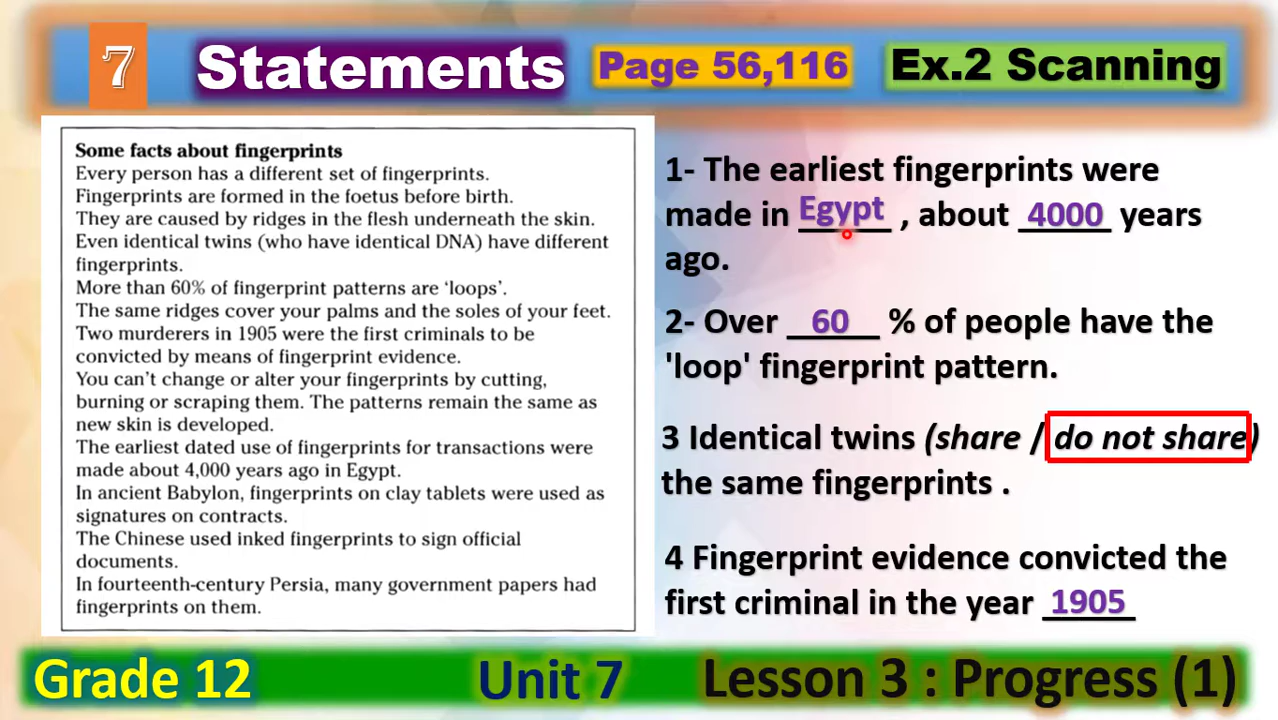 7 Statements Page 56,116 Ex.2 Scanning
Some facts about fingerprints
Every person has a different set of fingerprints.
Fingerprints are formed in the foetus before birth.
They are caused by ridges in the flesh underneath the skin.
Even identical twins (who have identical DNA) have different
fingerprints.
More than 60% of fingerprint patterns are ‘loops’.
The same ridges cover your palms and the soles of your feet.
Two murderers in 1905 were the first criminals to be
convicted by means of fingerprint evidence.
You can’t change or alter your fingerprints by cutting,
burning or scraping them. The patterns remain the same as
new skin is developed.
The earliest dated use of fingerprints for transactions were
made about 4,000 years ago in Egypt.
In ancient Babylon, fingerprints on clay tablets were used as
signatures on contracts.
The Chinese used inked fingerprints to sign official
documents.
In fourteenth-century Persia, many government papers had
fingerprints on them.
1- The earliest fingerprints were
made in Egypt , about 4000 years
ago.
2- Over 60 % of people have the
'loop' fingerprint pattern.
3 Identical twins (share / do not share)
the same fingerprints .
4 Fingerprint evidence convicted the
first criminal in the year 1905
Grade 12 Unit 7 Lesson 3 : Progress (1)